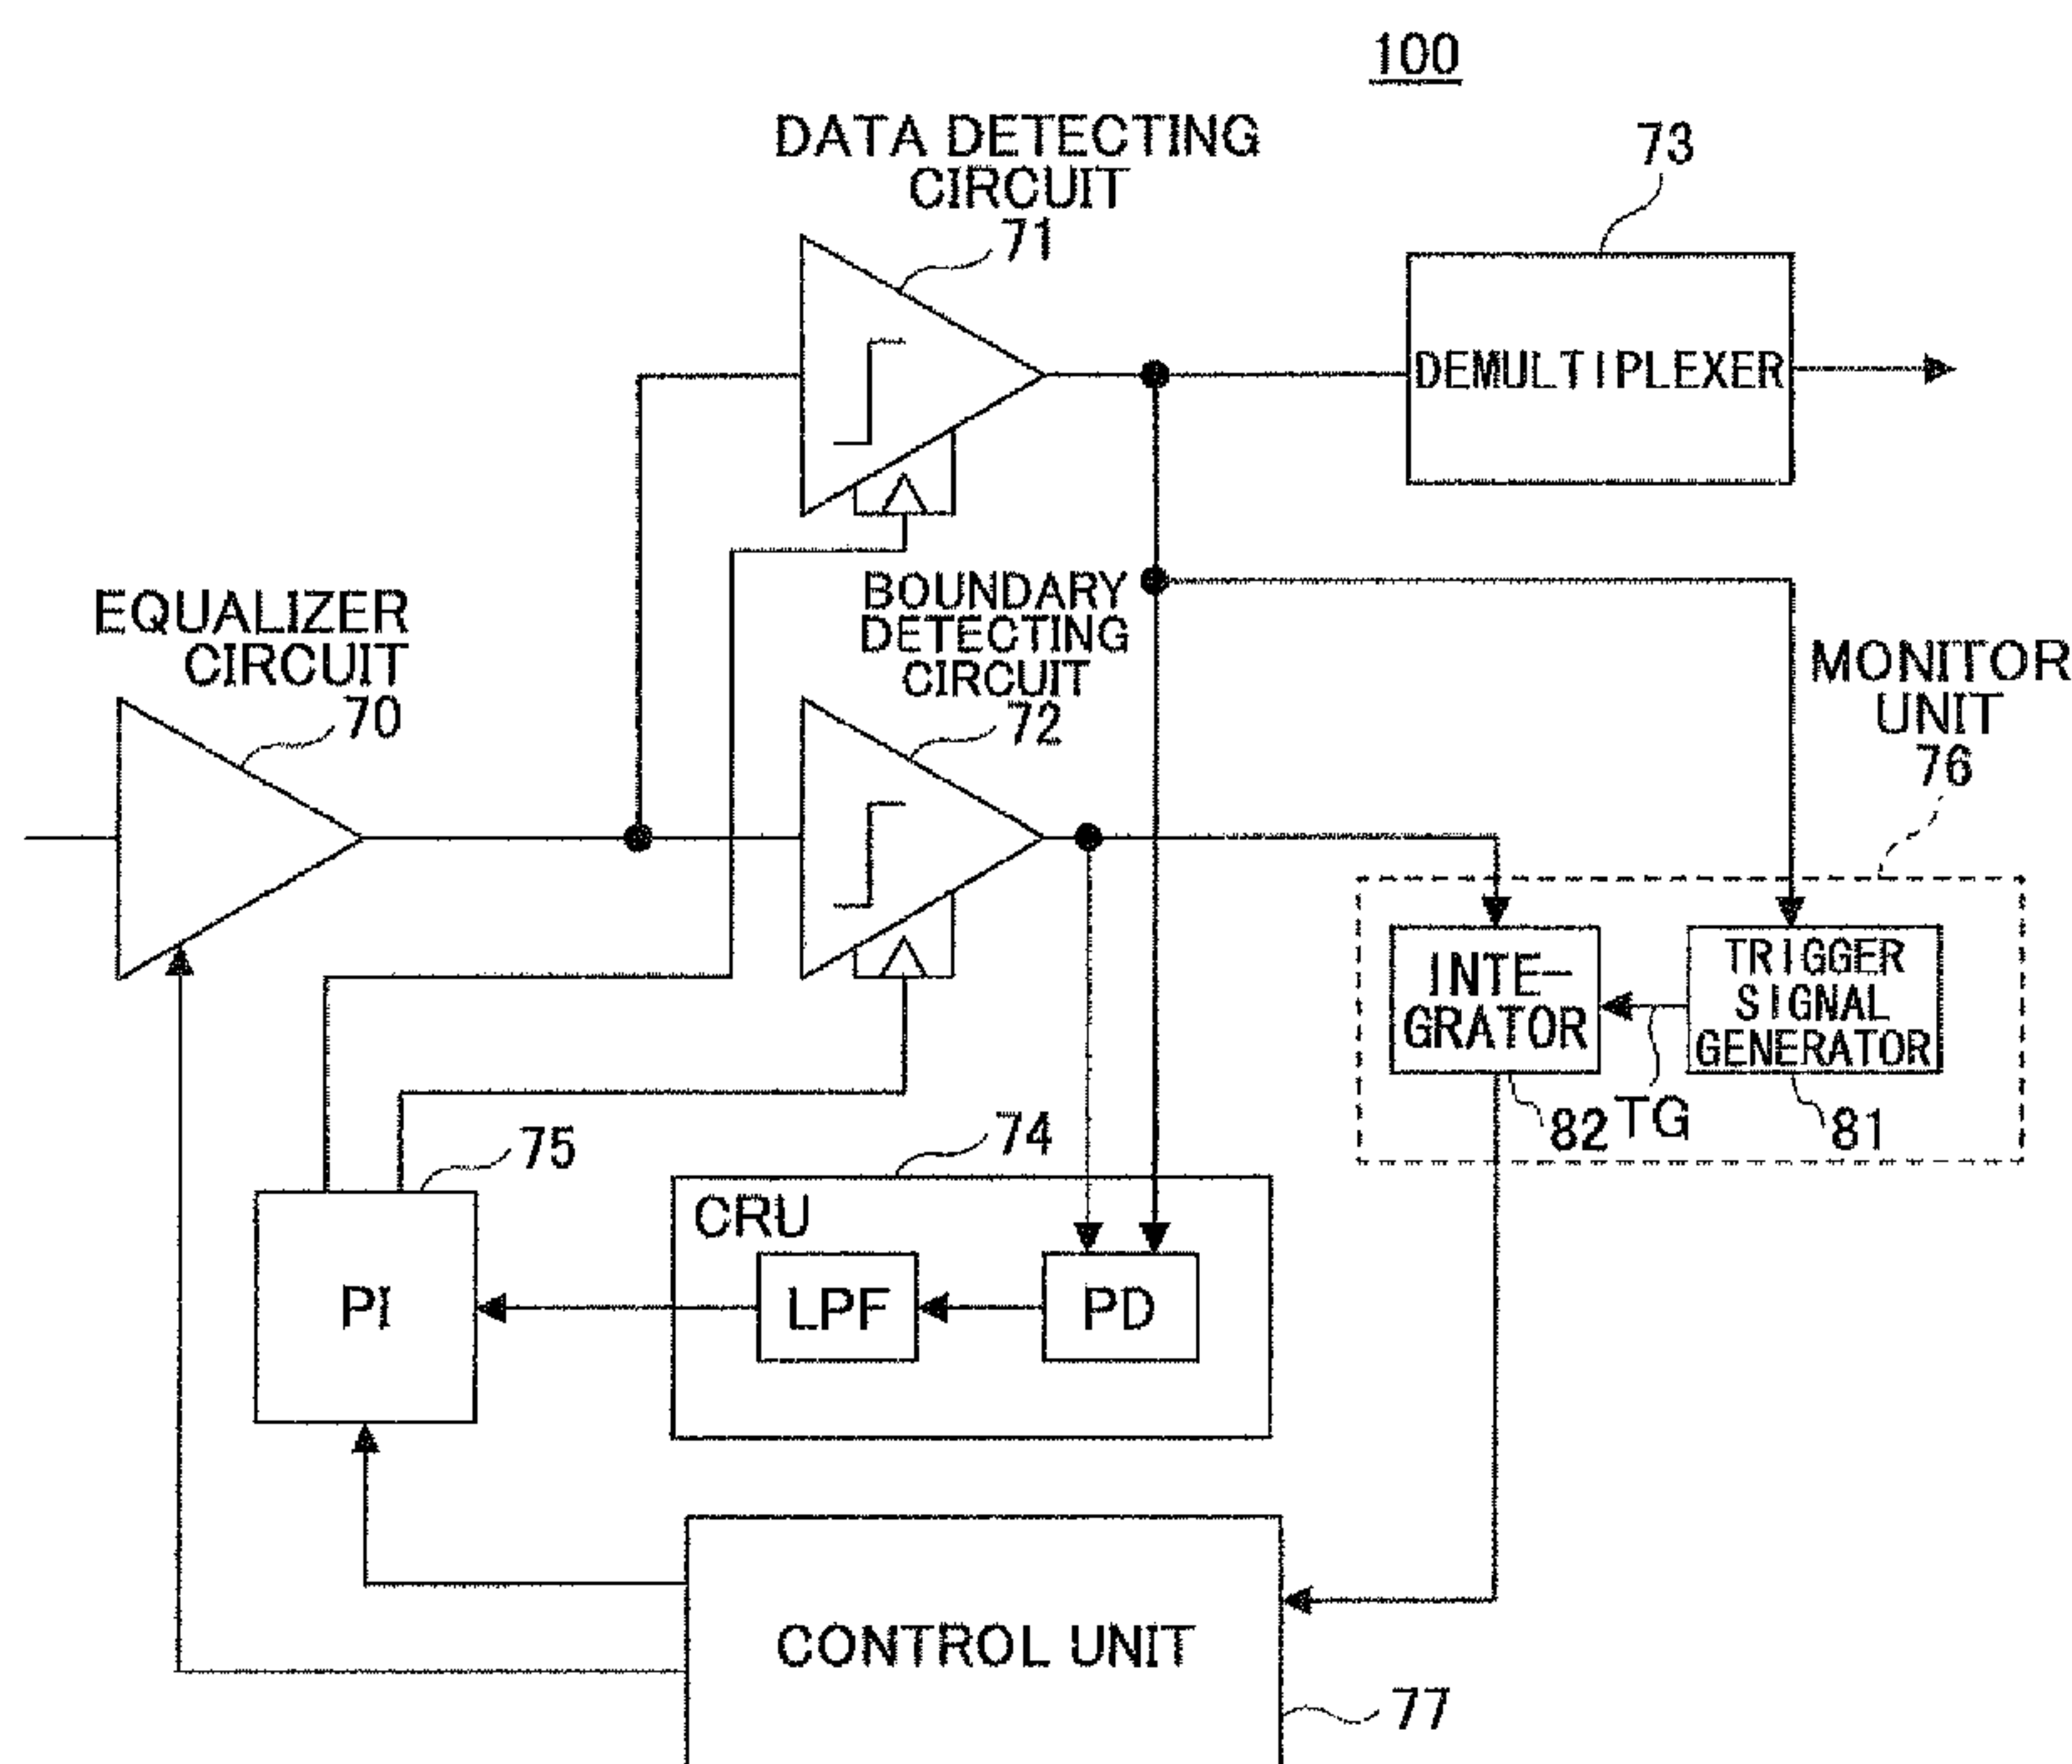 100
DATA DETECTING
CIRCUIT
71
73
DEMULTIPLEXER
BOUNDARY
DETECTING
CIRCUIT
72
EQUALIZER
CIRCUIT
70
MONITOR
UNIT
76
INTE-
GRATOR
TRIGGER
SIGNAL
GENERATOR
82
TG
81
75
74
CRU
PI
LPF
PD
CONTROL UNIT
77